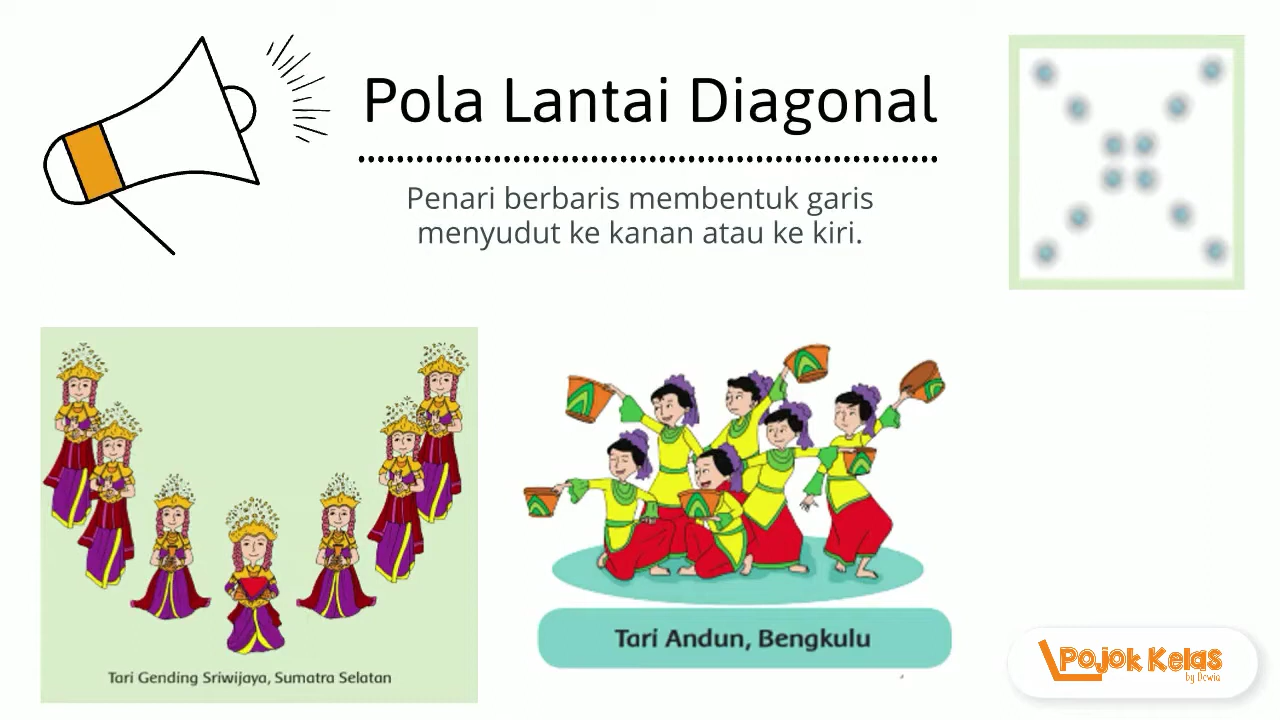 Pola Lantai Diagonal
Penari berbaris membentuk garis
menyudut ke kanan atau ke kiri.
Tari Gending Sriwijaya, Sumatra Selatan
Tari Andun, Bengkulu
Pojok Kelas
by Dewia